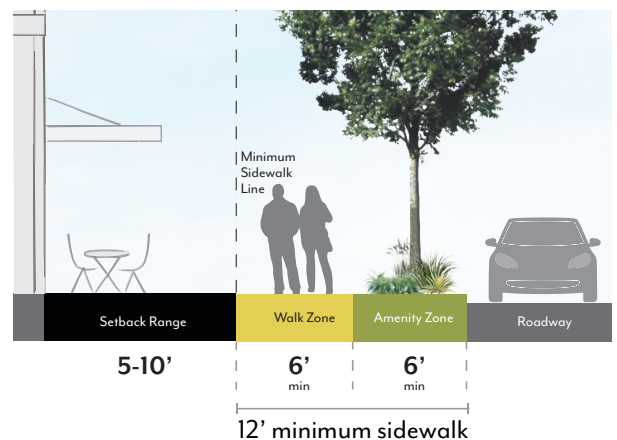 Minimum
Sidewalk
Line
Setback Range
Walk Zone
Amenity Zone
Roadway
5-10’
6’
min
6’
min
12’ minimum sidewalk